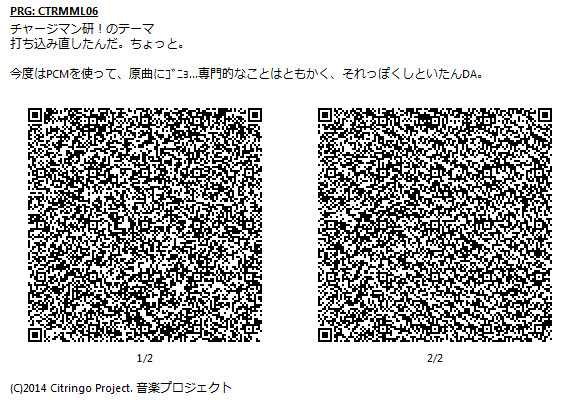 PRG: CTRMML06
チャージマン研！のテーマ
打ち込み直したんだ。ちょっと。
今度はPCMを使って、原曲にｺﾞﾆｮ...専門的なことはともかく、それっぽくしといたんDA。
1/2
2/2
(C)2014 Citringo Project. 音楽プロジェクト